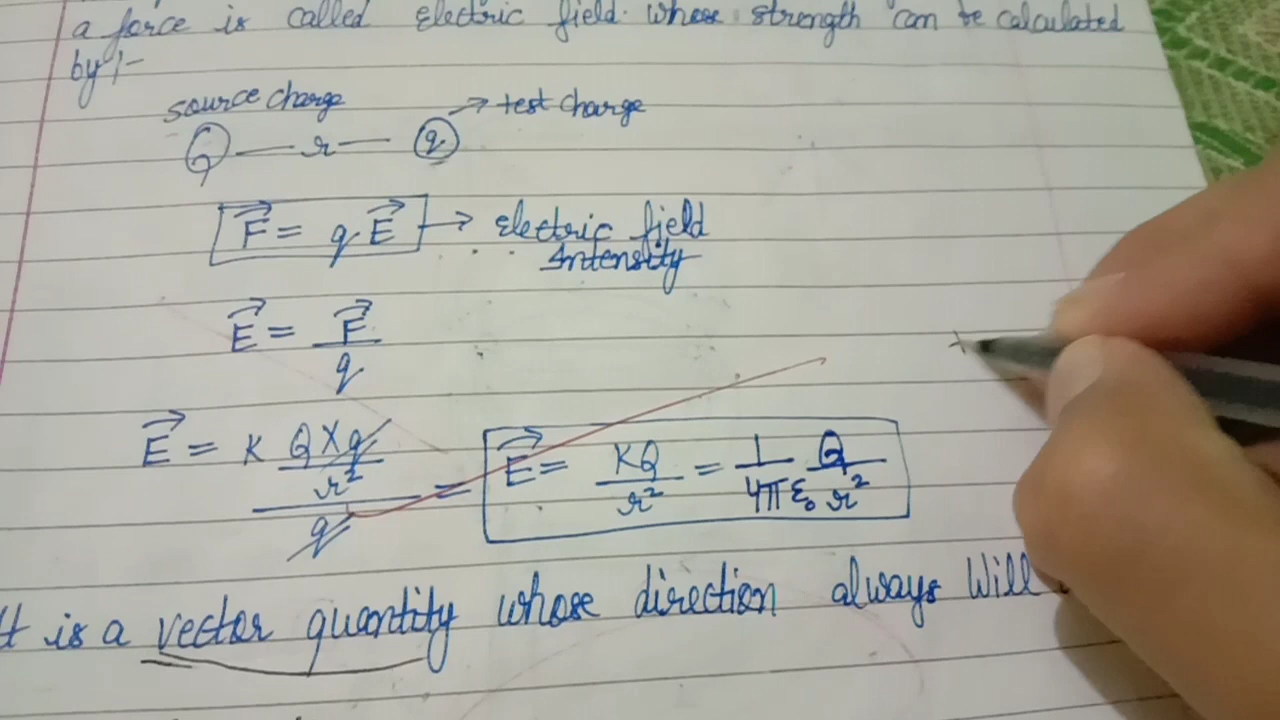 a force is called electric field. whose strength can be calculated
by :-
source charge → test charge
Q — r — q
F⃗ = q E⃗ → Electric field
Intensity
E⃗ = F⃗ / q
E⃗ = K Q X q / r² / q = E⃗ = KQ / r² = 1 / 4πε₀ Q / r²
It is a vector quantity whose direction always will